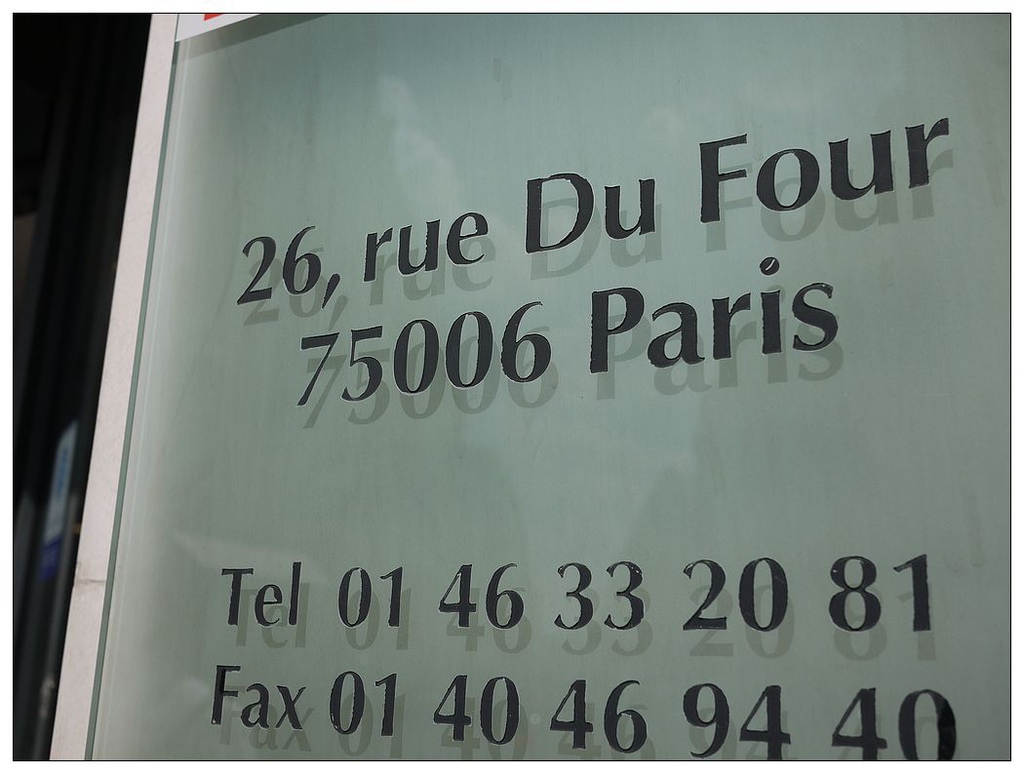 26, rue Du Four
75006 Paris
Tel 01 46 33 20 81
Fax 01 40 46 94 40